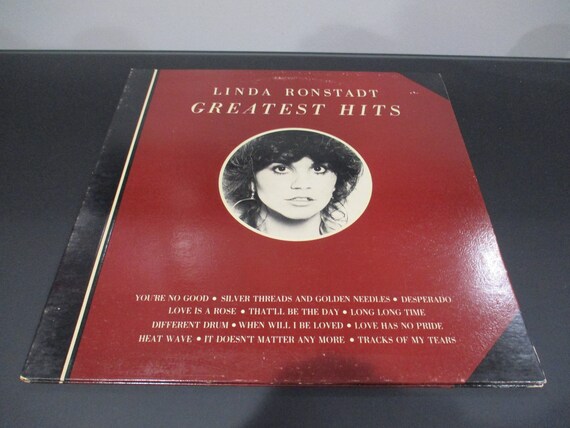 LINDA RONSTADT
GREATEST HITS
YOU'RE NO GOOD • SILVER THREADS AND GOLDEN NEEDLES • DESPERADO
LOVE IS A ROSE • THAT'LL BE THE DAY • LONG LONG TIME
DIFFERENT DRUM • WHEN WILL I BE LOVED • LOVE HAS NO PRIDE
HEAT WAVE • IT DOESN'T MATTER ANY MORE • TRACKS OF MY TEARS